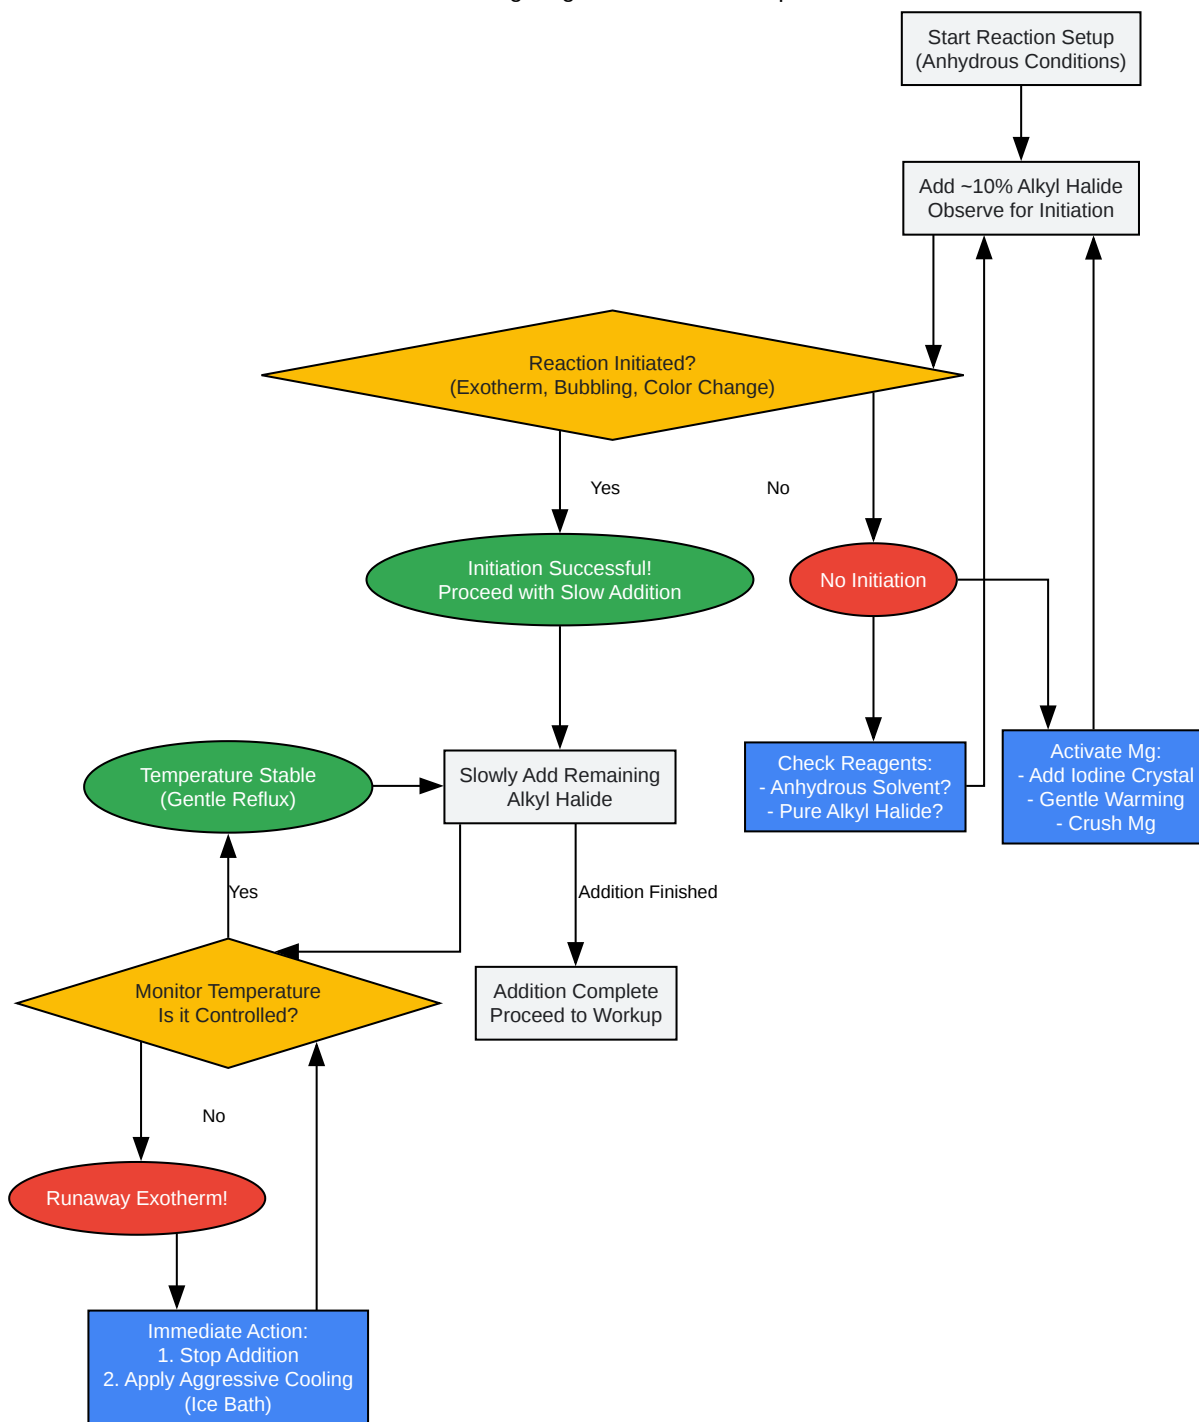 Start Reaction Setup
(Anhydrous Conditions)
Add ~10% Alkyl Halide
Observe for Initiation
Reaction Initiated?
(Exotherm, Bubbling, Color Change)
Yes
No
Initiation Successful!
Proceed with Slow Addition
No Initiation
Temperature Stable
(Gentle Reflux)
Slowly Add Remaining
Alkyl Halide
Check Reagents:
- Anhydrous Solvent?
- Pure Alkyl Halide?
Activate Mg:
- Add Iodine Crystal
- Gentle Warming
- Crush Mg
Yes
Addition Finished
Monitor Temperature
Is it Controlled?
Addition Complete
Proceed to Workup
No
Runaway Exotherm!
Immediate Action:
1. Stop Addition
2. Apply Aggressive Cooling
(Ice Bath)